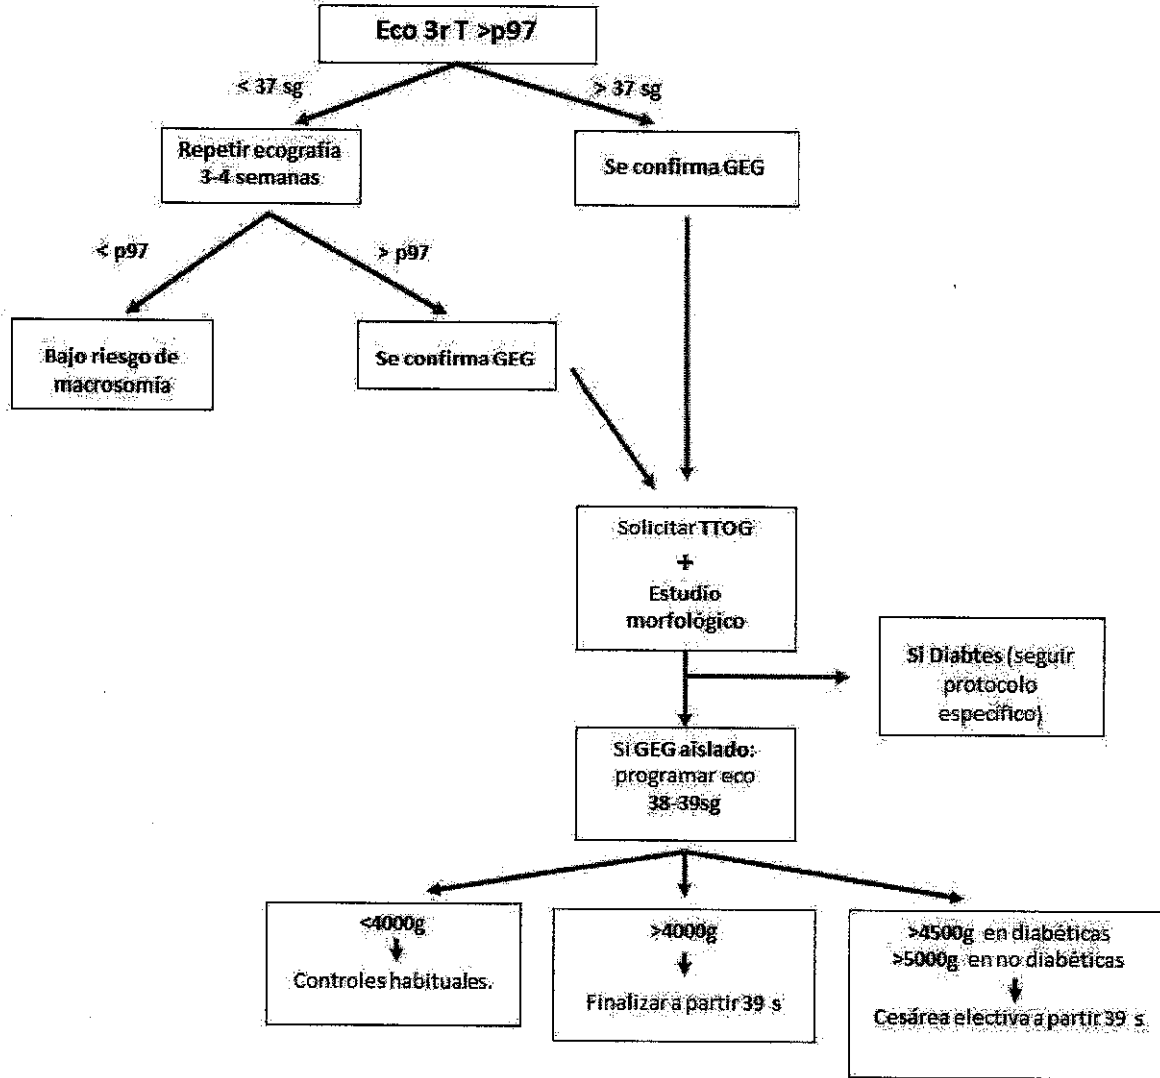 Eco 3r T >p97
< 37 sg
> 37 sg
Repetir ecografía
3-4 semanas
Se confirma GEG
< p97
> p97
Bajo riesgo de
macrosomía
Se confirma GEG
Solicitar TTOG
+
Estudio
morfológico
Si Diabtes (seguir
protocolo
específico)
Si GEG aislado:
programar eco
38-39sg
<4000g
Controles habituales.
>4000g
Finalizar a partir 39 s
>4500g en diabéticas
>5000g en no diabéticas
Cesárea electiva a partir 39 s